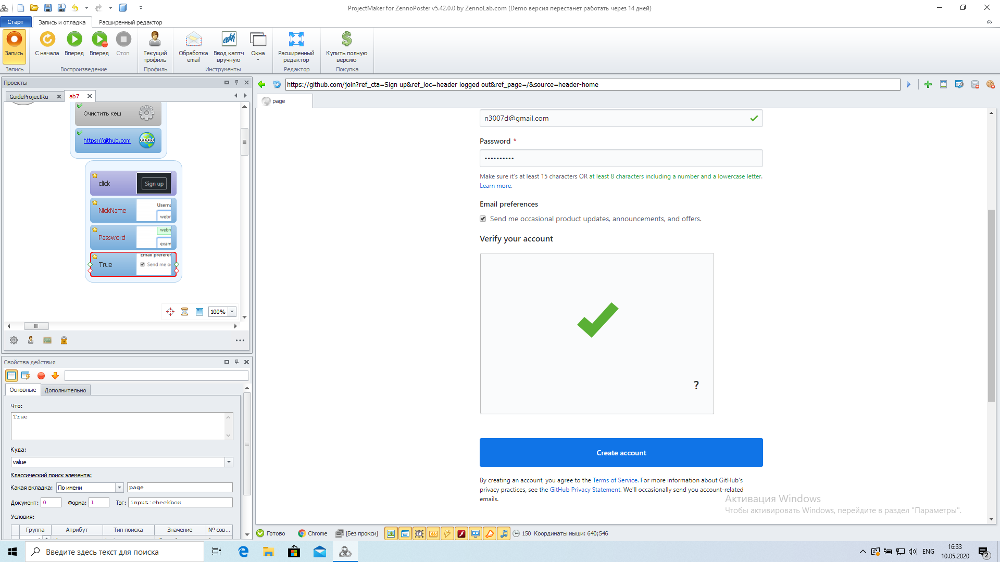 ProjectMaker for ZennoPoster v5.42.0.0 by ZennoLab.com (Demo версия перестанет работать через 14 дней)
Старт
Запись и отладка
Расширенный редактор
Запись
С начала
Вперед
Вперед
Стоп
Текущий профиль
Обработка email
Ввод каптч вручную
Окна
Расширенный редактор
Купить полную версию
Запись
Воспроизведение
Профиль
Инструменты
Редактор
Покупка
Проекты
GuideProjectRu
lab7
https://github.com/join?ref_cta=Sign up&ref_loc=header logged out&ref_page=/&source=header-home
page
Очистить кеш
https://github.com
www
click
Sign up
NickName
Userna
webr
Password
webn
exam
True
Email preferer
Send me o
100%
Свойства действия
Основные
Дополнительно
Что:
True
Куда:
value
Классический поиск элемента:
Какая вкладка:
По имени
page
Документ:
0
Форма:
1
Тэг:
input:checkbox
Условия:
Группа
Атрибут
Тип поиска
Значение
№ сов...
n3007d@gmail.com
Password *
••••••••••
Make sure it's at least 15 characters OR at least 8 characters including a number and a lowercase letter.
Learn more.
Email preferences
Send me occasional product updates, announcements, and offers.
Verify your account
?
Create account
By creating an account, you agree to the Terms of Service. For more information about GitHub's
privacy practices, see the GitHub Privacy Statement. We'll occasionally send you account-related
emails.
Активация Windows
Чтобы активировать Windows, перейдите в раздел "Параметры".
Готово
Chrome
[Без прокси]
150
Координаты мыши: 640;546
Введите здесь текст для поиска
ENG
16:33
10.05.2020
2